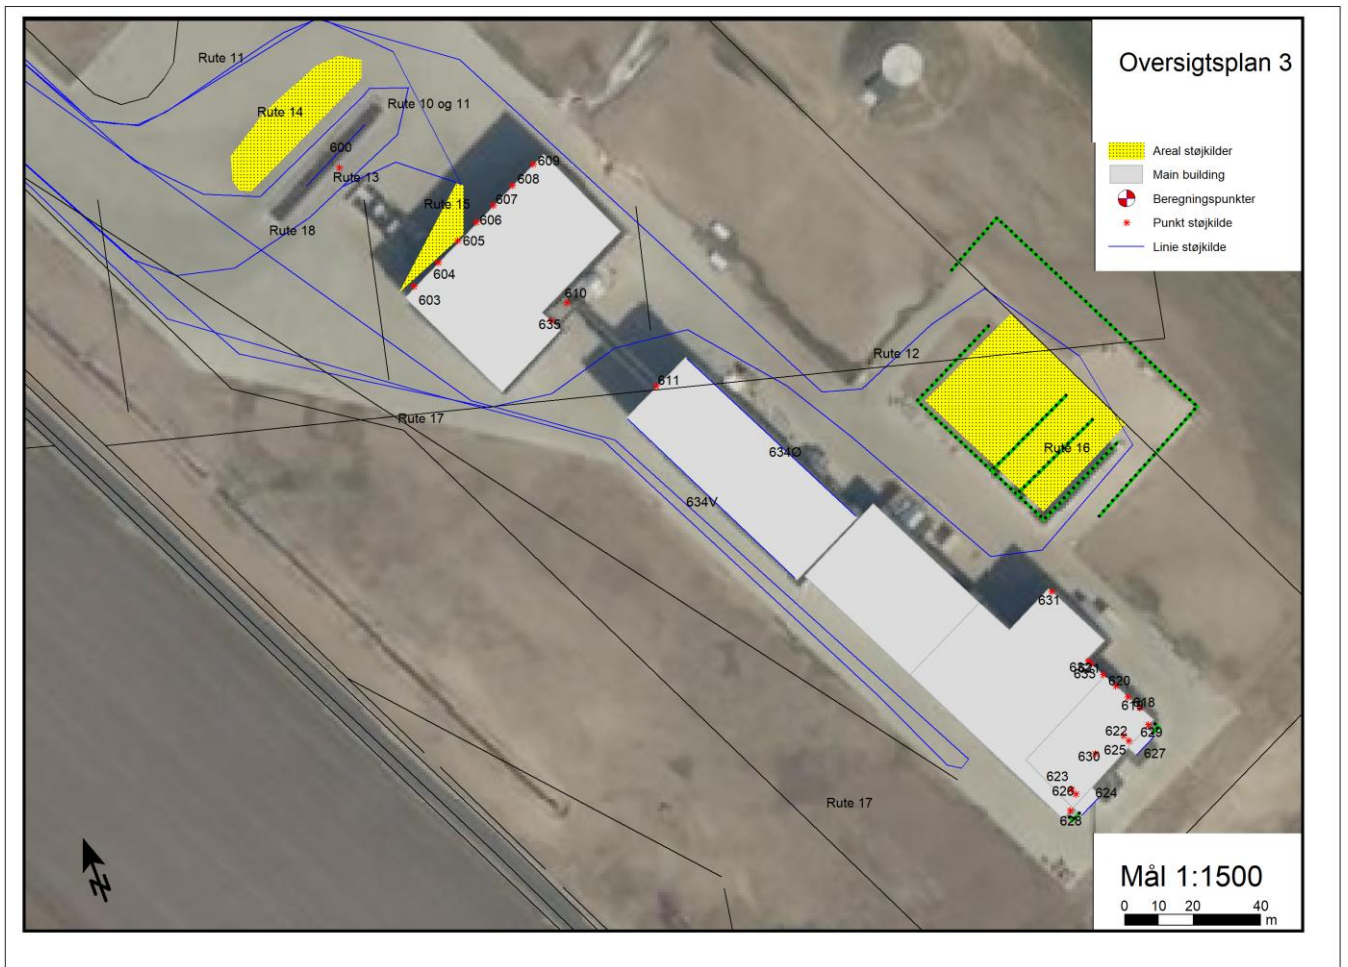 Oversigtsplan 3
Areal støjkilder
Main building
Beregningspunkter
Punkt støjkilde
Linie støjkilde
Rute 11
Rute 14
Rute 10 og 11
600
Rute 13
Rute 18
Rute 15
609
608
607
606
605
604
603
610
635
611
Rute 12
Rute 17
634Ø
634V
Rute 16
631
620
618
619
622
629
625
627
630
623
626
624
628
Rute 17
N
Mål 1:1500
0 10 20 40
m